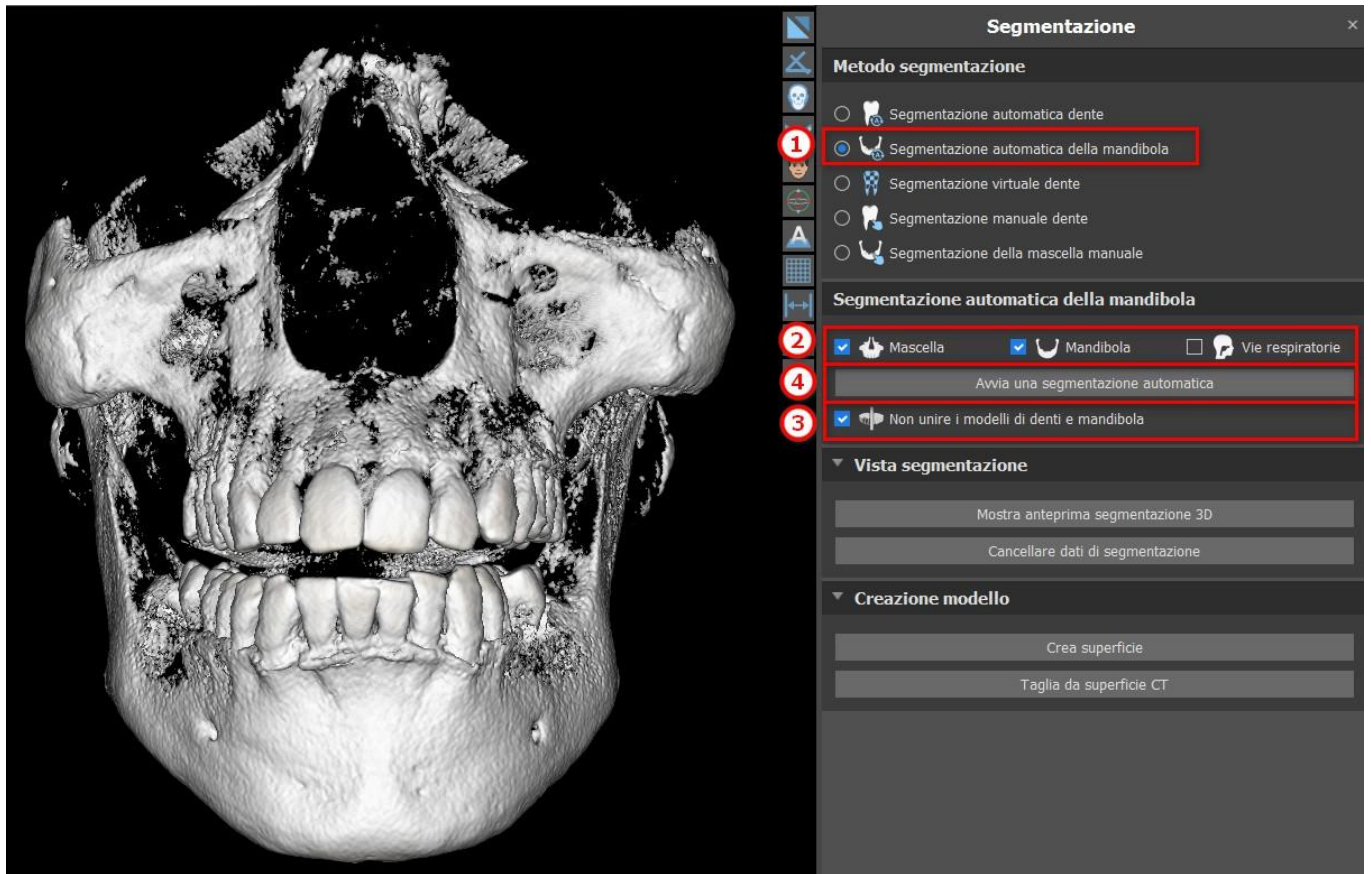 Segmentazione ×
Metodo segmentazione
Segmentazione automatica dente
1 Segmentazione automatica della mandibola
Segmentazione virtuale dente
Segmentazione manuale dente
Segmentazione della mascella manuale
Segmentazione automatica della mandibola
2 Mascella Mandibola Vie respiratorie
4 Avvia una segmentazione automatica
3 Non unire i modelli di denti e mandibola
Vista segmentazione
Mostra anteprima segmentazione 3D
Cancellare dati di segmentazione
Creazione modello
Crea superficie
Taglia da superficie CT